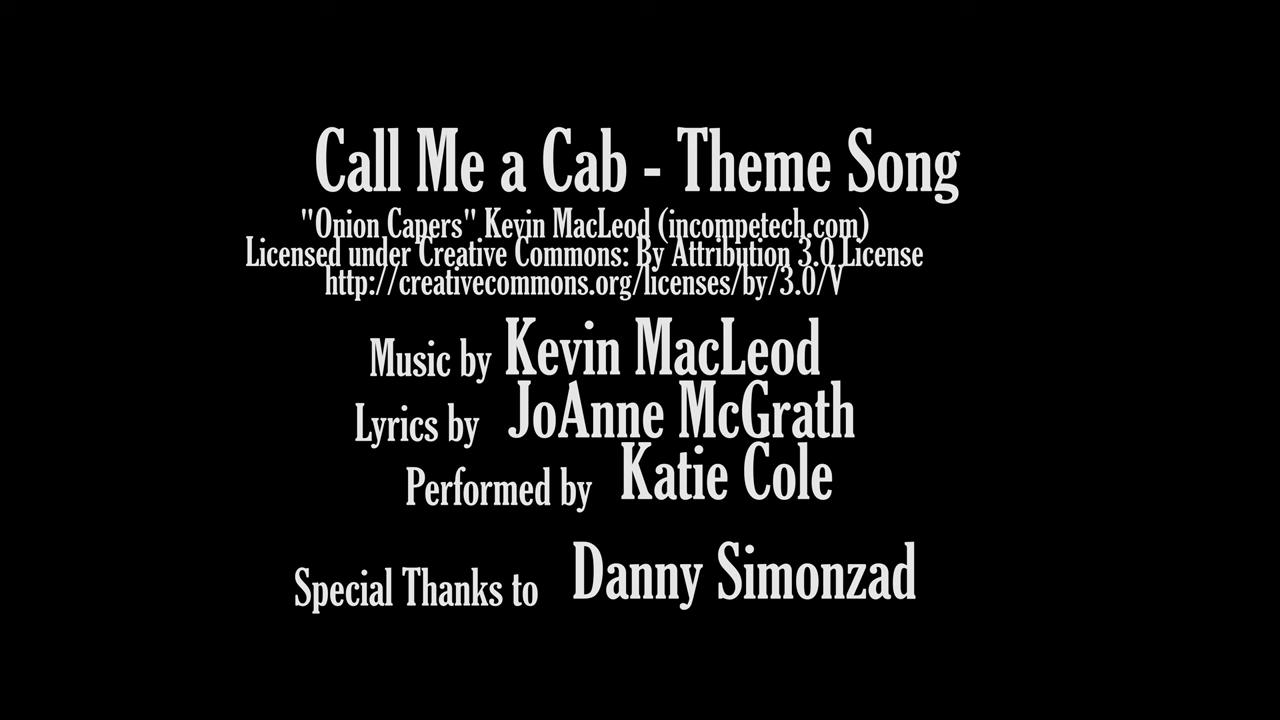 Call Me a Cab - Theme Song
"Onion Capers" Kevin MacLeod (incompetech.com)
Licensed under Creative Commons: By Attribution 3.0 License
http://creativecommons.org/licenses/by/3.0/V
Music by Kevin MacLeod
Lyrics by JoAnne McGrath
Performed by Katie Cole
Special Thanks to Danny Simonzad